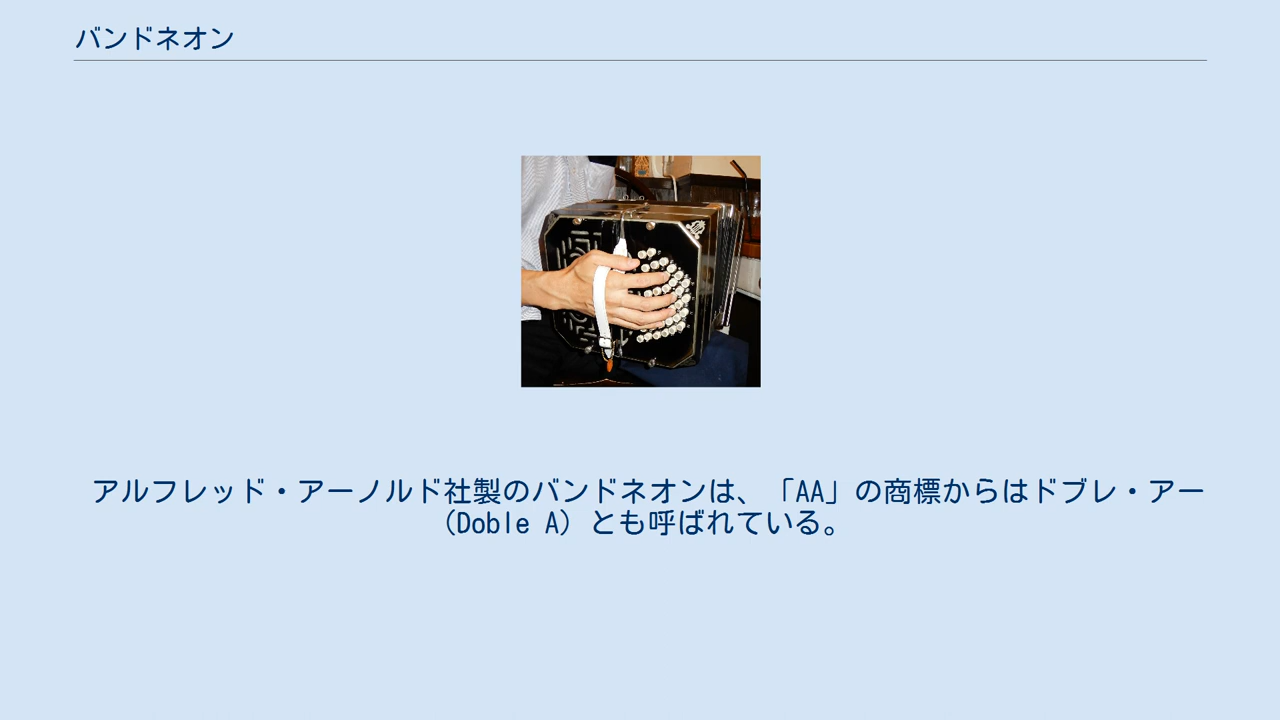 バンドネオン
アルフレッド・アーノルド社製のバンドネオンは、「AA」の商標からはドブレ・アー
(Doble A) とも呼ばれている。